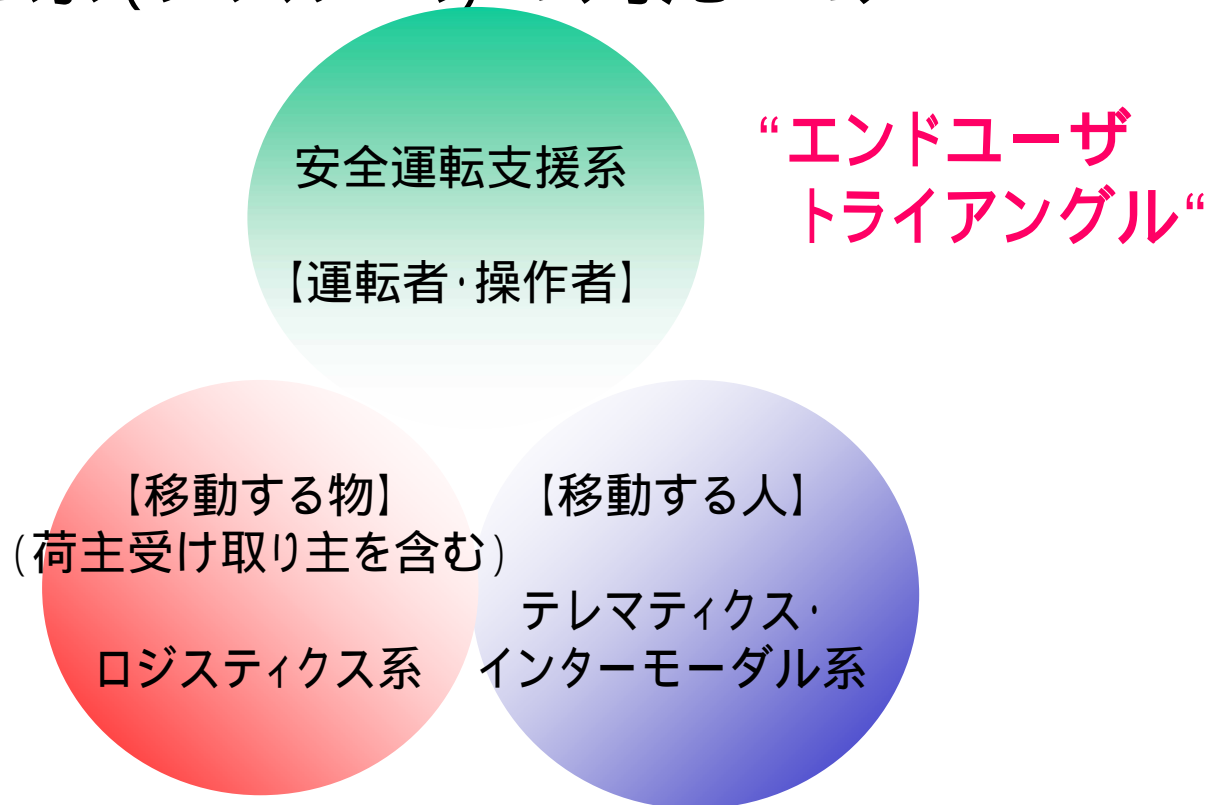 安全運転支援系
【運転者・操作者】
“エンドユーザ
トライアングル“
【移動する物】
(荷主受け取り主を含む)
ロジスティクス系
【移動する人】
テレマティクス・
インターモーダル系